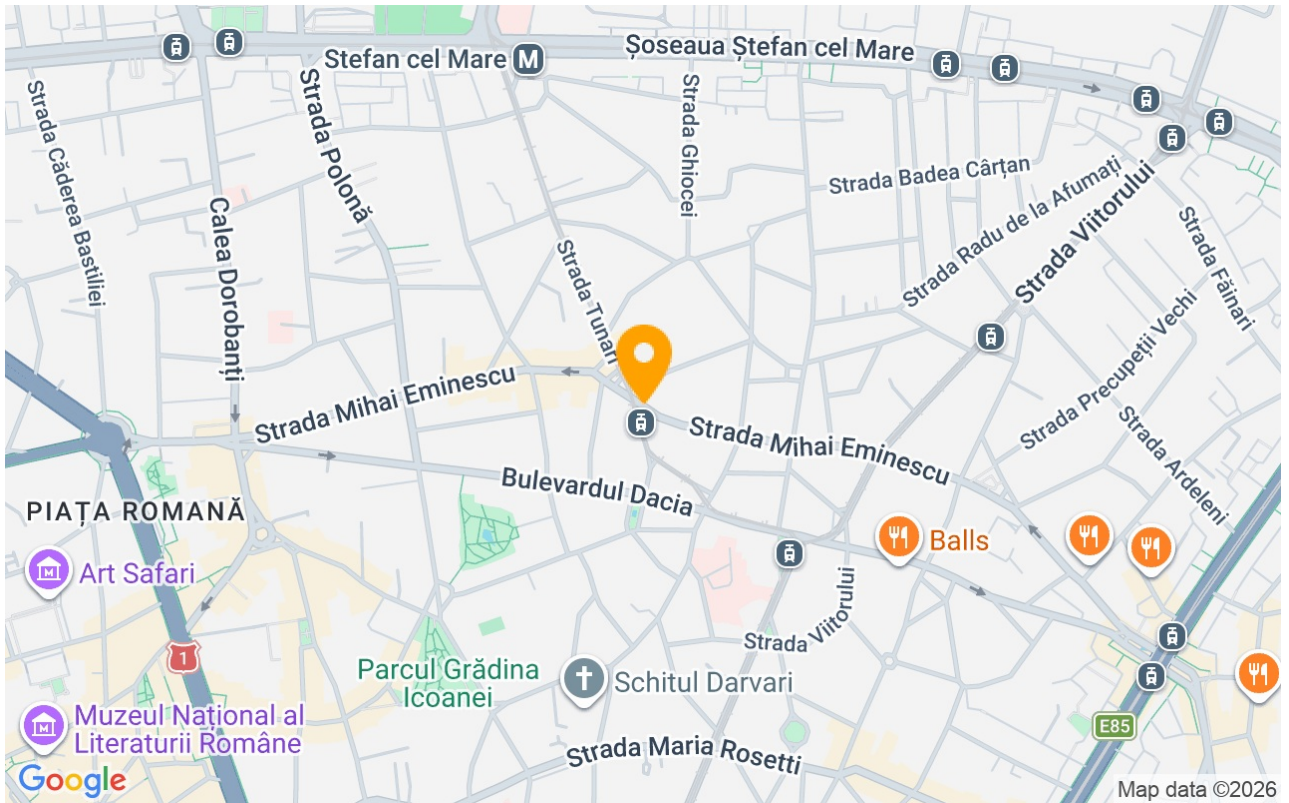 Ștefan cel Mare
M
Șoseaua Ștefan cel Mare
Strada Căderea Bastiliei
Strada Polonă
Strada Ghiocei
Strada Badea Cârțan
Strada Radu de la Afumați
Strada Viitorului
Strada Făinari
Calea Dorobanți
Strada Tunari
Strada Precupeții Vechi
Strada Mihai Eminescu
Strada Mihai Eminescu
Strada Ardeleni
Bulevardul Dacia
PIAȚA ROMANĂ
Balls
Art Safari
Strada Viitorului
1
Parcul Grădina
Icoanei
Schitul Darvari
Muzeul Național al
Literaturii Române
E85
Strada Maria Rosetti
Google
Map data ©2026